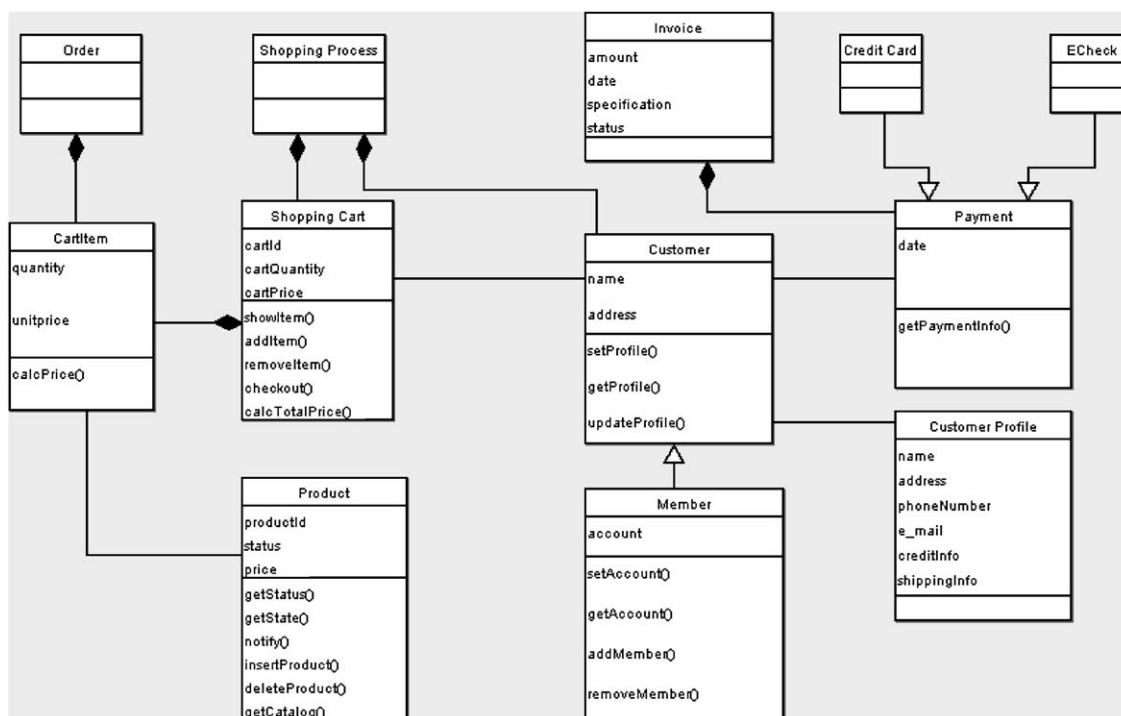 Order
Shopping Process
Invoice
amount
date
specification
status
Credit Card
ECheck
CartItem
quantity
unitprice
calcPrice()
Shopping Cart
cartId
cartQuantity
cartPrice
showItem()
addItem()
removeItem()
checkout()
calcTotalPrice()
Customer
name
address
setProfile()
getProfile()
updateProfile()
Payment
date
getPaymentInfo()
Customer Profile
name
address
phoneNumber
e_mail
creditInfo
shippingInfo
Product
productId
status
price
getStatus()
getState()
notify()
insertProduct()
deleteProduct()
getCatalog()
Member
account
setAccount()
getAccount()
addMember()
removeMember()